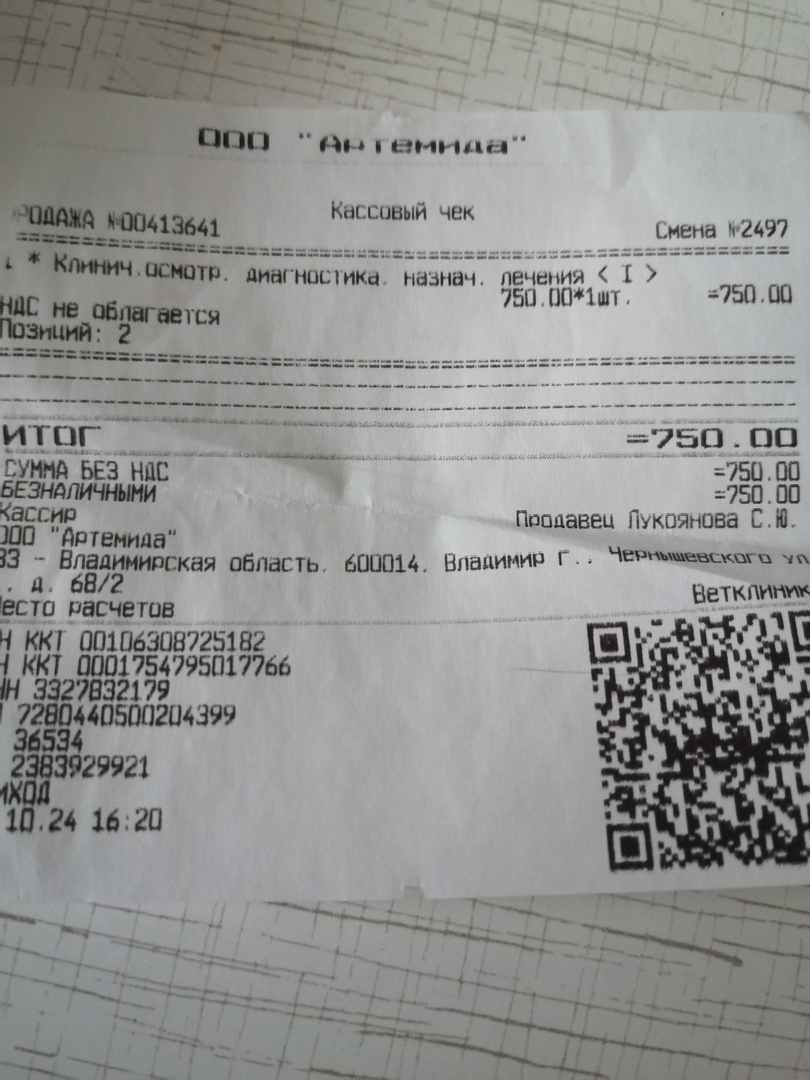 ООО "Артемида"
Кассовый чек
РОДАЖА №00413641 Смена №2497
. * Клинич.осмотр. диагностика. назнач. лечения < I >
750.00*1шт. =750.00
НДС не облагается
Позиций: 2
ИТОГ =750.00
СУММА БЕЗ НДС =750.00
БЕЗНАЛИЧНЫМИ =750.00
Кассир Продавец Лукоянова С.Ю.
ООО "Артемида"
33 - Владимирская область. 600014. Владимир г.. Чернышевского ул
. д. 68/2
есто расчетов Ветклиник
Н ККТ 00106308725182
Н ККТ 0001754795017766
НН 3327832179
7280440500204399
36534
2383929921
ИХОД
10.24 16:20